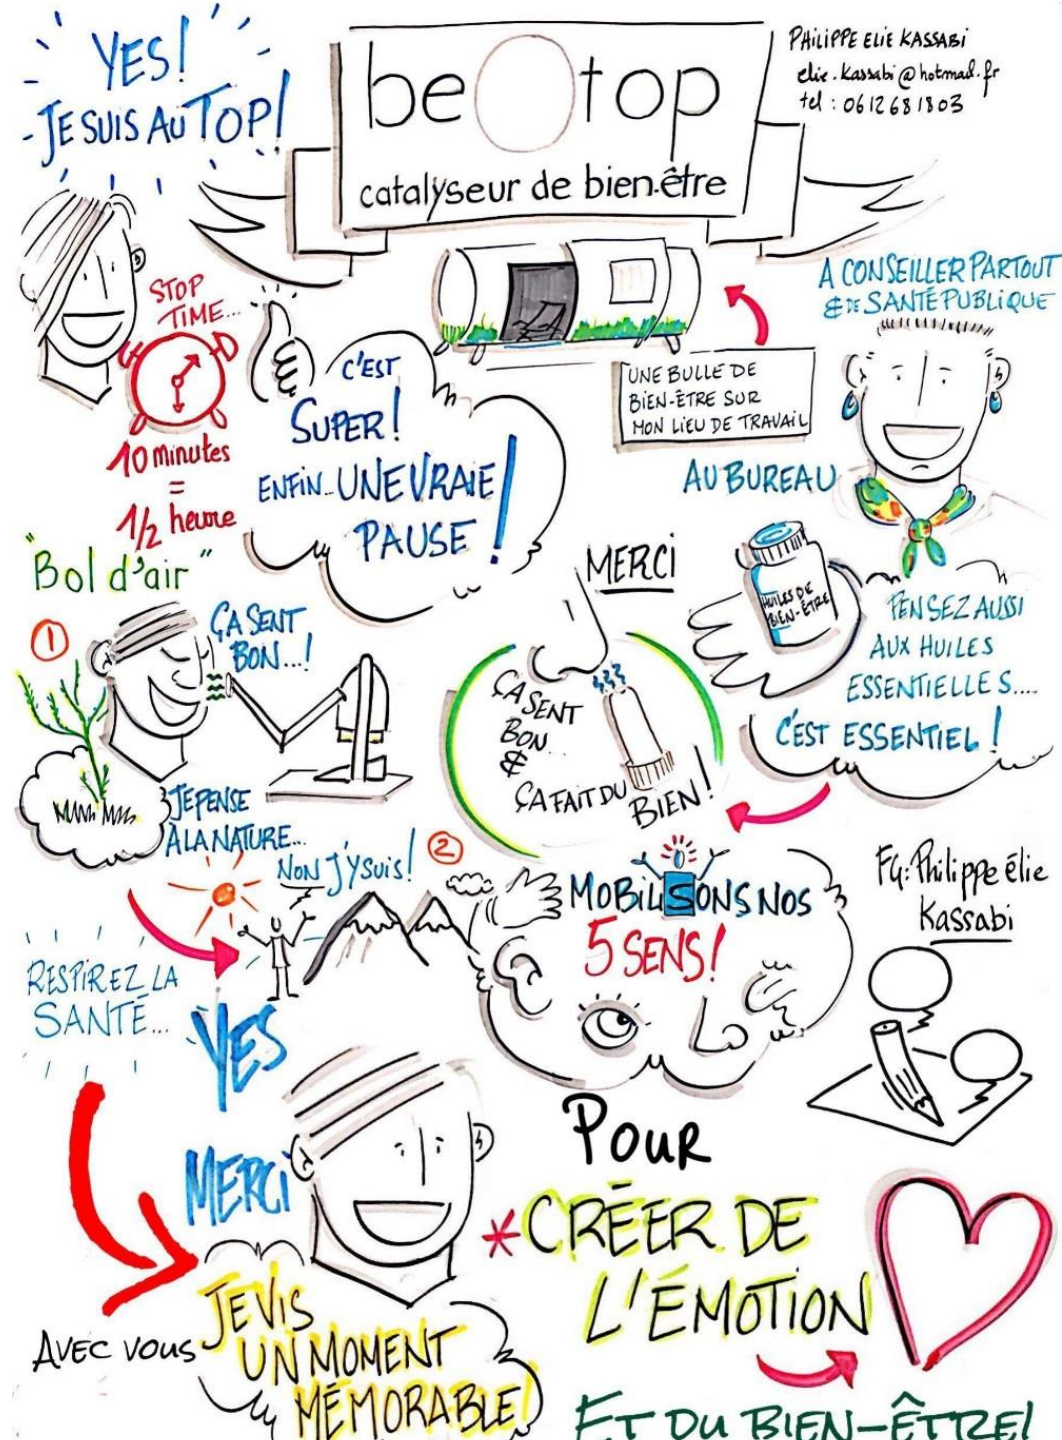 YES!
JE SUIS AU TOP!
beOtop
catalyseur de bien-être
PHILIPPE ELIE KASSABI
elie.kassabi@hotmail.fr
tel : 0612681803
STOP
TIME...
10 minutes
=
1/2 heure
C'EST
SUPER!
ENFIN... UNE VRAIE
PAUSE!
UNE BULLE DE
BIEN-ÊTRE SUR
MON LIEU DE TRAVAIL
A CONSEILLER PARTOUT
& DE SANTÉ PUBLIQUE
AU BUREAU
"Bol d'air"
1
ÇA SENT
BON...!
JE PENSE
À LA NATURE...
MERCI
ÇA SENT
BON...
&
ÇA FAIT DU
BIEN!
HUILES DE
BIEN-ÊTRE
PENSEZ AUSSI
AUX HUILES
ESSENTIELLES....
C'EST ESSENTIEL!
NON J'Y SUIS!
2
MOBILISONS NOS
5 SENS!
FG: Philippe élie
Kassabi
RESPIREZ LA
SANTÉ...
YES
MERCI
AVEC VOUS
JE VIS
UN MOMENT
MÉMORABLE!
POUR
*CRÉER DE
L'ÉMOTION
ET DU BIEN-ÊTRE!